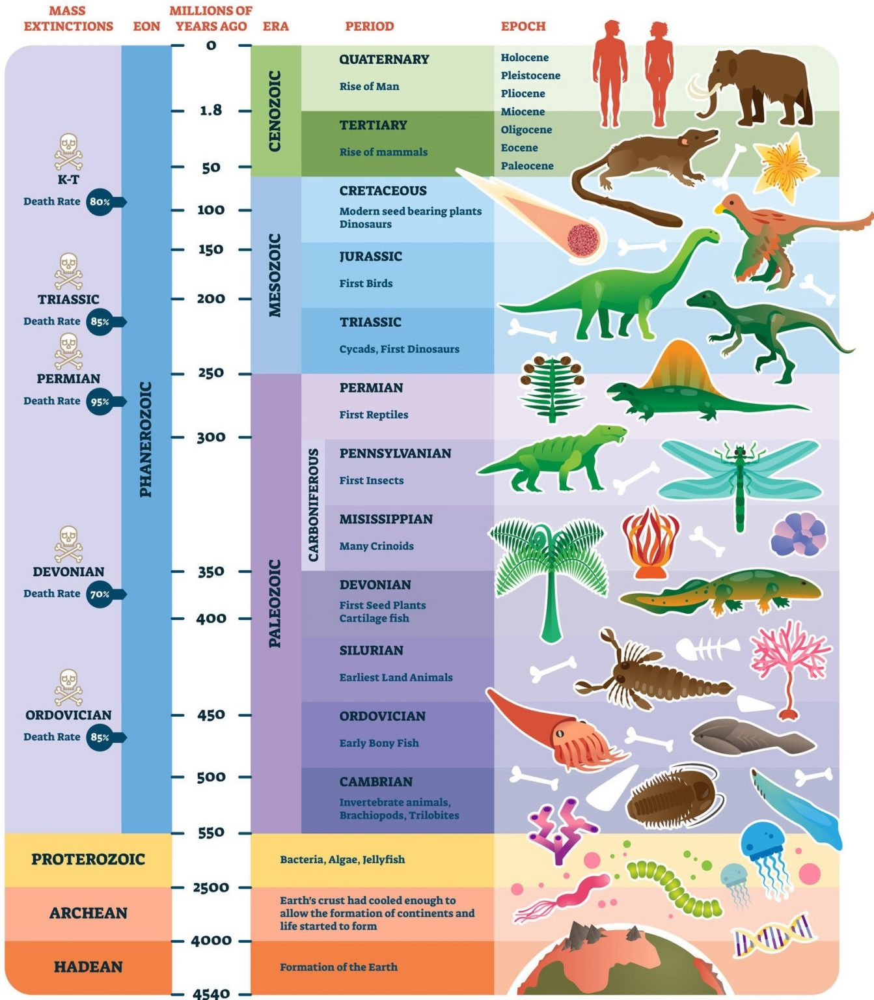 MASS
EXTINCTIONS
EON
MILLIONS OF
YEARS AGO
ERA
PERIOD
EPOCH
0
1.8
50
100
150
200
250
300
350
400
450
500
550
2500
4000
4540
K-T
Death Rate 80%
TRIASSIC
Death Rate 85%
PERMIAN
Death Rate 95%
DEVONIAN
Death Rate 70%
ORDOVICIAN
Death Rate 85%
PHANEROZOIC
CENOZOIC
QUATERNARY
Rise of Man
TERTIARY
Rise of mammals
Holocene
Pleistocene
Pliocene
Miocene
Oligocene
Eocene
Paleocene
MESOZOIC
CRETACEOUS
Modern seed bearing plants
Dinosaurs
JURASSIC
First Birds
TRIASSIC
Cycads, First Dinosaurs
PALEOZOIC
PERMIAN
First Reptiles
CARBONIFEROUS
PENNSYLVANIAN
First Insects
MISISSIPPIAN
Many Crinoids
DEVONIAN
First Seed Plants
Cartilage fish
SILURIAN
Earliest Land Animals
ORDOVICIAN
Early Bony Fish
CAMBRIAN
Invertebrate animals,
Brachiopods, Trilobites
PROTEROZOIC
Bacteria, Algae, Jellyfish
ARCHEAN
Earth's crust had cooled enough to
allow the formation of continents and
life started to form
HADEAN
Formation of the Earth